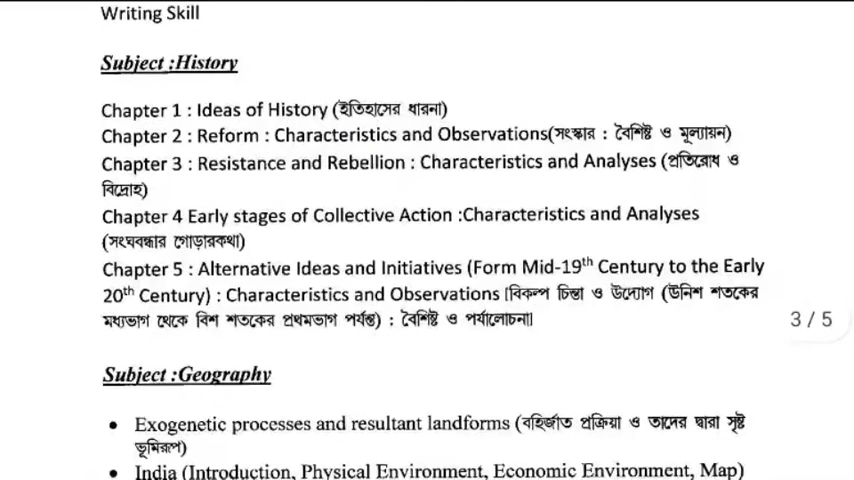 Writing Skill
Subject :History
Chapter 1 : Ideas of History (ইতিহাসের ধারনা)
Chapter 2 : Reform : Characteristics and Observations(সংস্কার : বৈশিষ্ট ও মূল্যায়ন)
Chapter 3 : Resistance and Rebellion : Characteristics and Analyses (প্রতিরোধ ও
বিদ্রোহ)
Chapter 4 Early stages of Collective Action :Characteristics and Analyses
(সংঘবদ্ধার গোড়ারকথা)
Chapter 5 : Alternative Ideas and Initiatives (Form Mid-19th Century to the Early
20th Century) : Characteristics and Observations [বিকল্প চিন্তা ও উদ্যোগ (উনিশ শতকের
মধ্যভাগ থেকে বিশ শতকের প্রথমভাগ পর্যন্ত) : বৈশিষ্ট ও পর্যালোচনা]
3 / 5
Subject :Geography
• Exogenetic processes and resultant landforms (বহির্জাত প্রক্রিয়া ও তাদের দ্বারা সৃষ্ট
ভূমিরূপ)
• India (Introduction, Physical Environment, Economic Environment, Map)